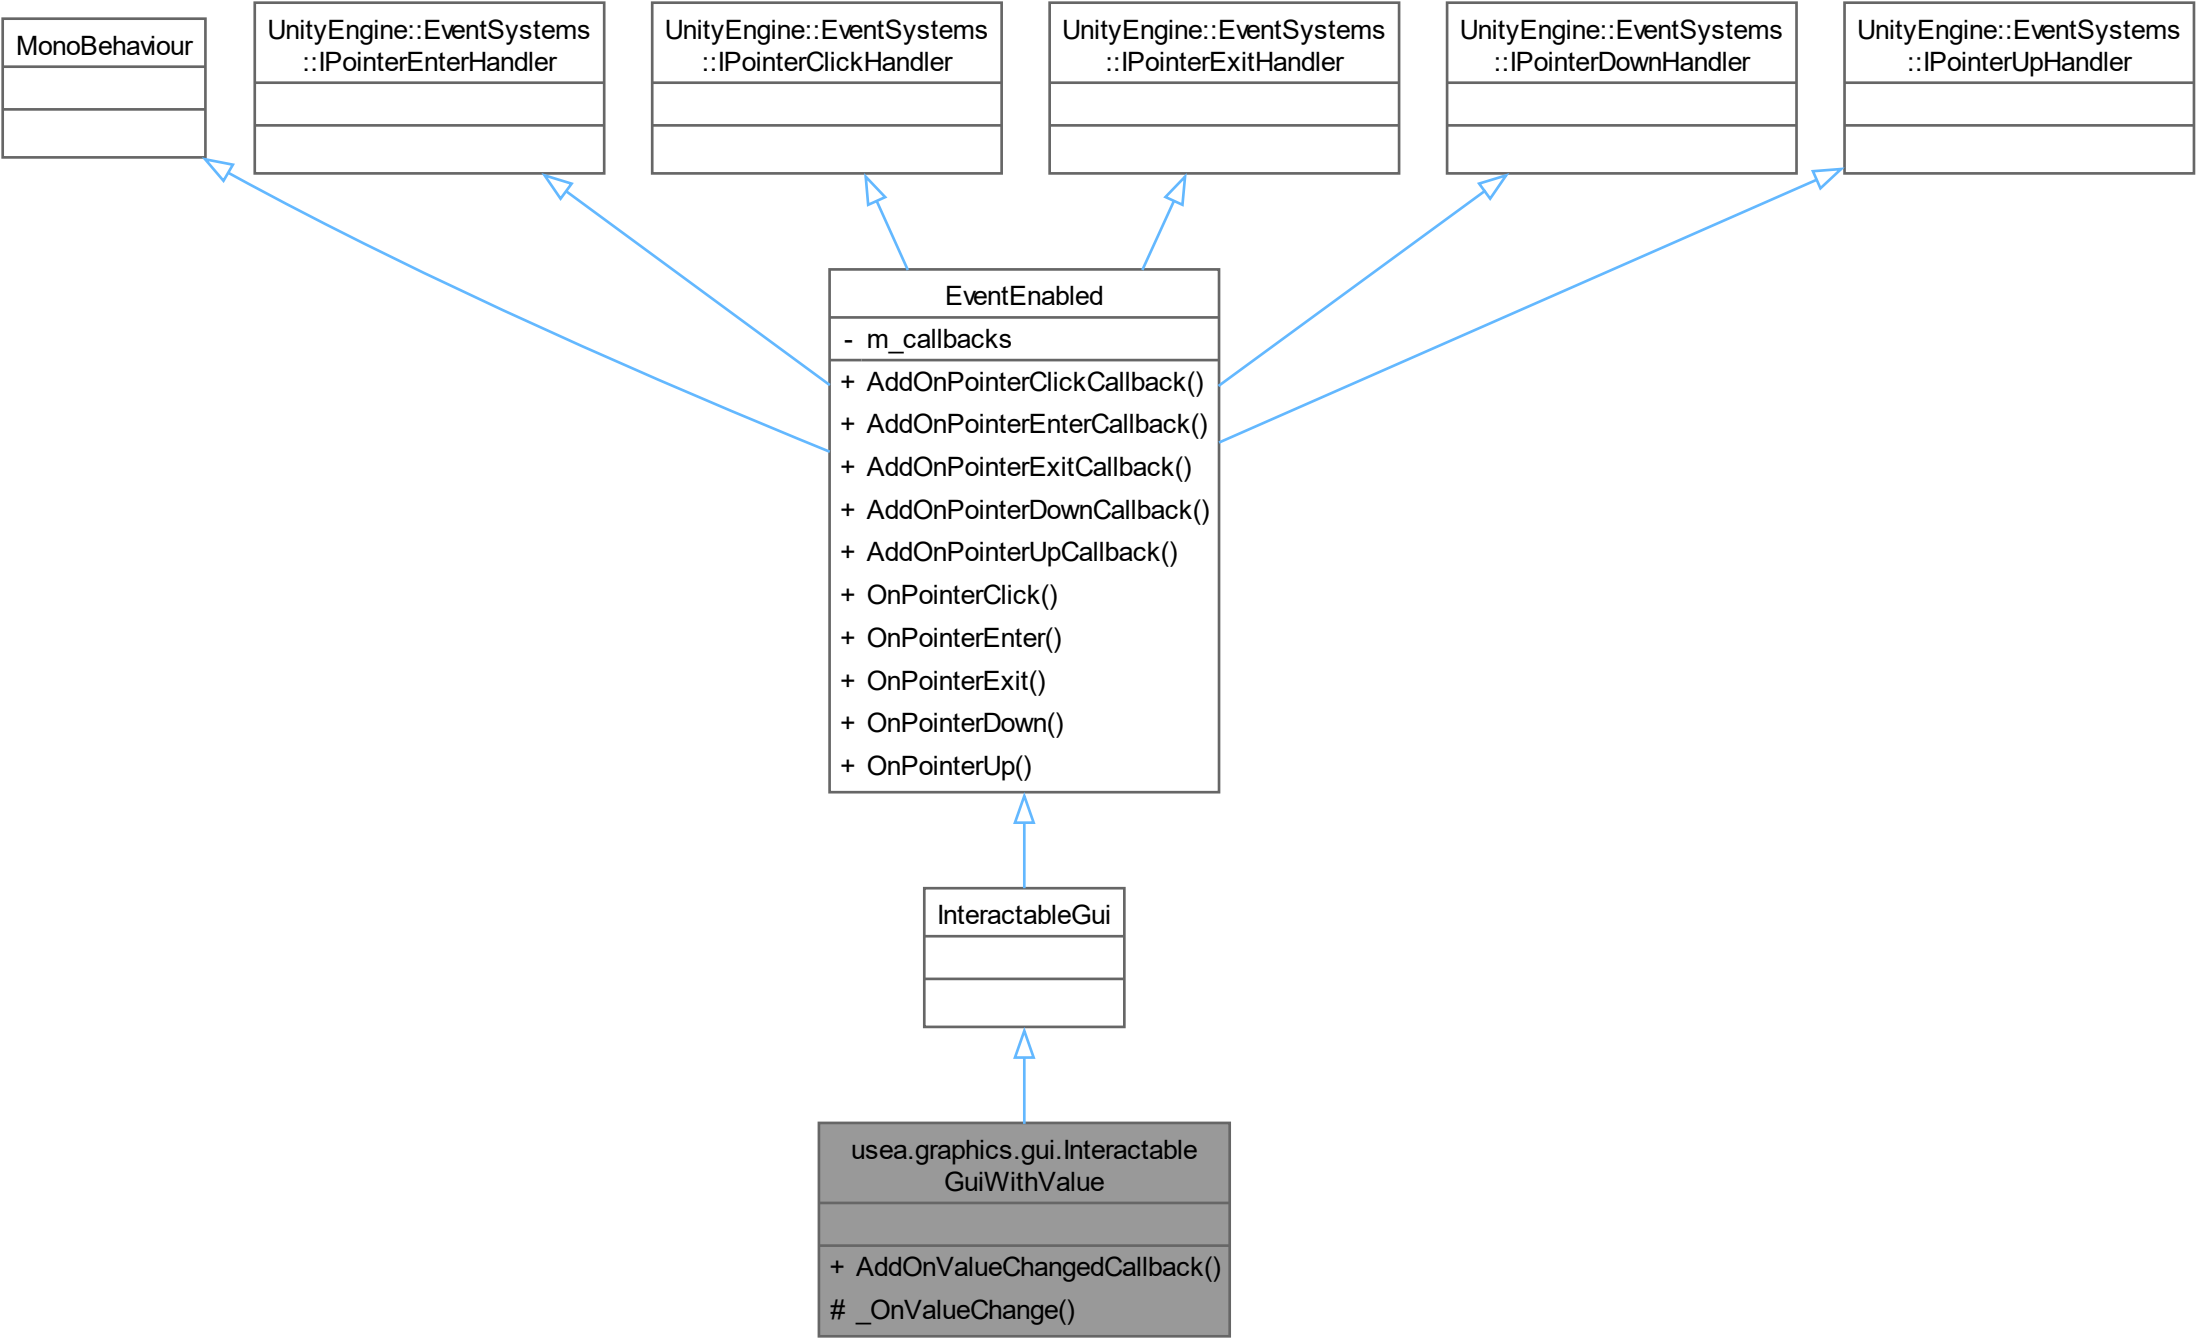 MonoBehaviour
UnityEngine::EventSystems
::IPointerEnterHandler
UnityEngine::EventSystems
::IPointerClickHandler
UnityEngine::EventSystems
::IPointerExitHandler
UnityEngine::EventSystems
::IPointerDownHandler
UnityEngine::EventSystems
::IPointerUpHandler
EventEnabled
- m_callbacks
+ AddOnPointerClickCallback()
+ AddOnPointerEnterCallback()
+ AddOnPointerExitCallback()
+ AddOnPointerDownCallback()
+ AddOnPointerUpCallback()
+ OnPointerClick()
+ OnPointerEnter()
+ OnPointerExit()
+ OnPointerDown()
+ OnPointerUp()
InteractableGui
usea.graphics.gui.Interactable
GuiWithValue
+ AddOnValueChangedCallback()
# _OnValueChange()